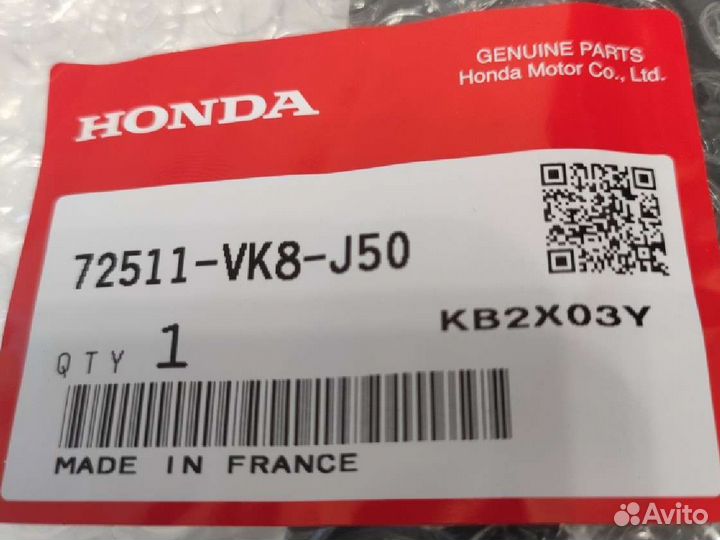 HONDA
GENUINE PARTS
Honda Motor Co., Ltd.
72511-VK8-J50
KB2X03Y
QTY 1
MADE IN FRANCE
Avito